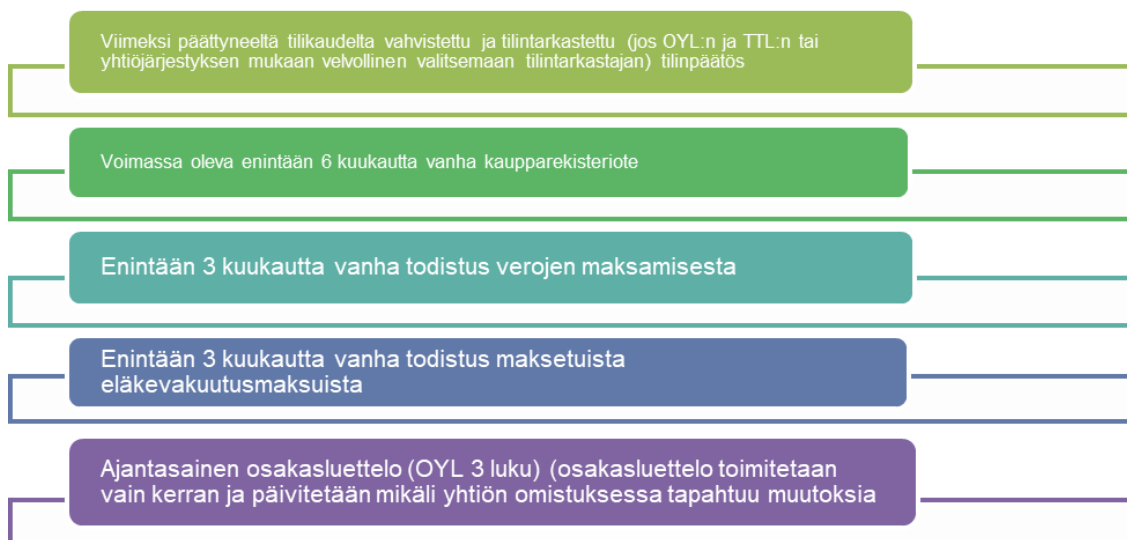 Viimeksi päättyneeltä tilikaudelta vahvistettu ja tilintarkastettu (jos OYL:n ja TTL:n tai
yhtiöjärjestyksen mukaan velvollinen valitsemaan tilintarkastajan) tilinpäätös
Voimassa oleva enintään 6 kuukautta vanha kaupparekisteriote
Enintään 3 kuukautta vanha todistus verojen maksamisesta
Enintään 3 kuukautta vanha todistus maksetuista
eläkevakuutusmaksuista
Ajantasainen osakasluettelo (OYL 3 luku) (osakasluettelo toimitetaan
vain kerran ja päivitetään mikäli yhtiön omistuksessa tapahtuu muutoksia